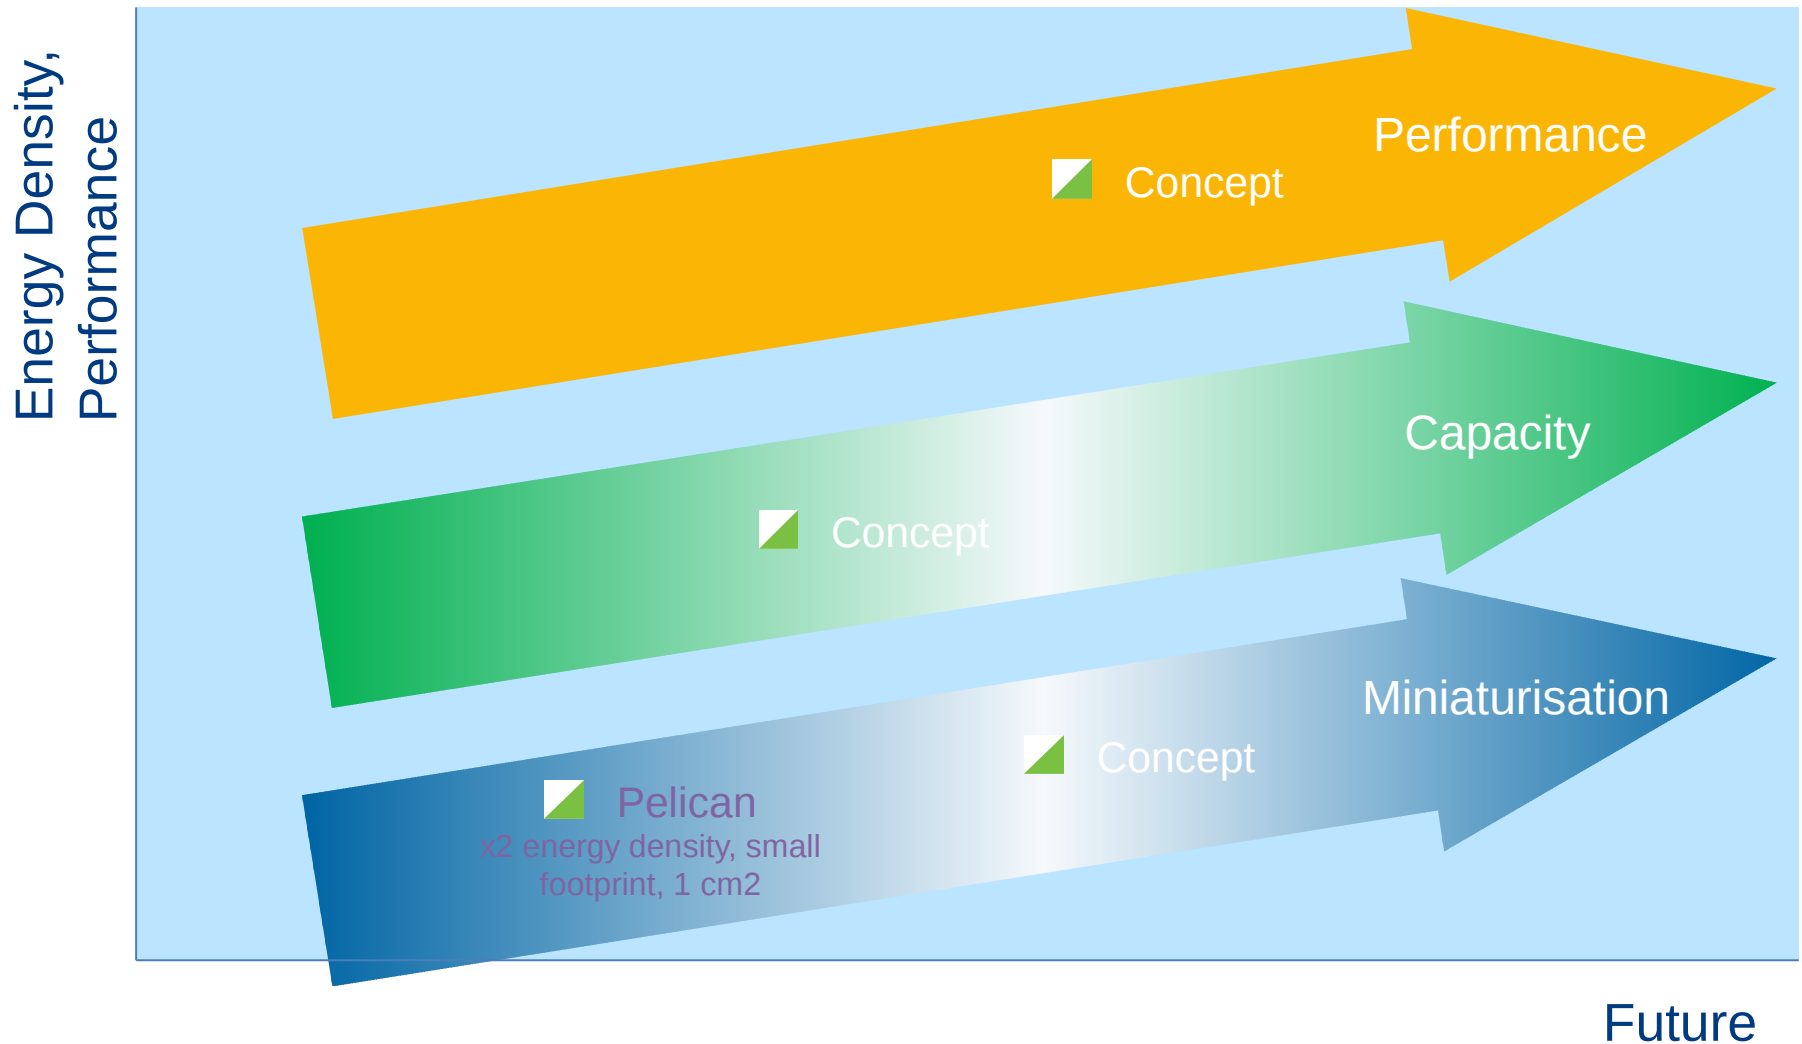 Energy Density,
Performance
Performance
Concept
Capacity
Concept
Miniaturisation
Concept
Pelican
x2 energy density, small
footprint, 1 cm2
Future